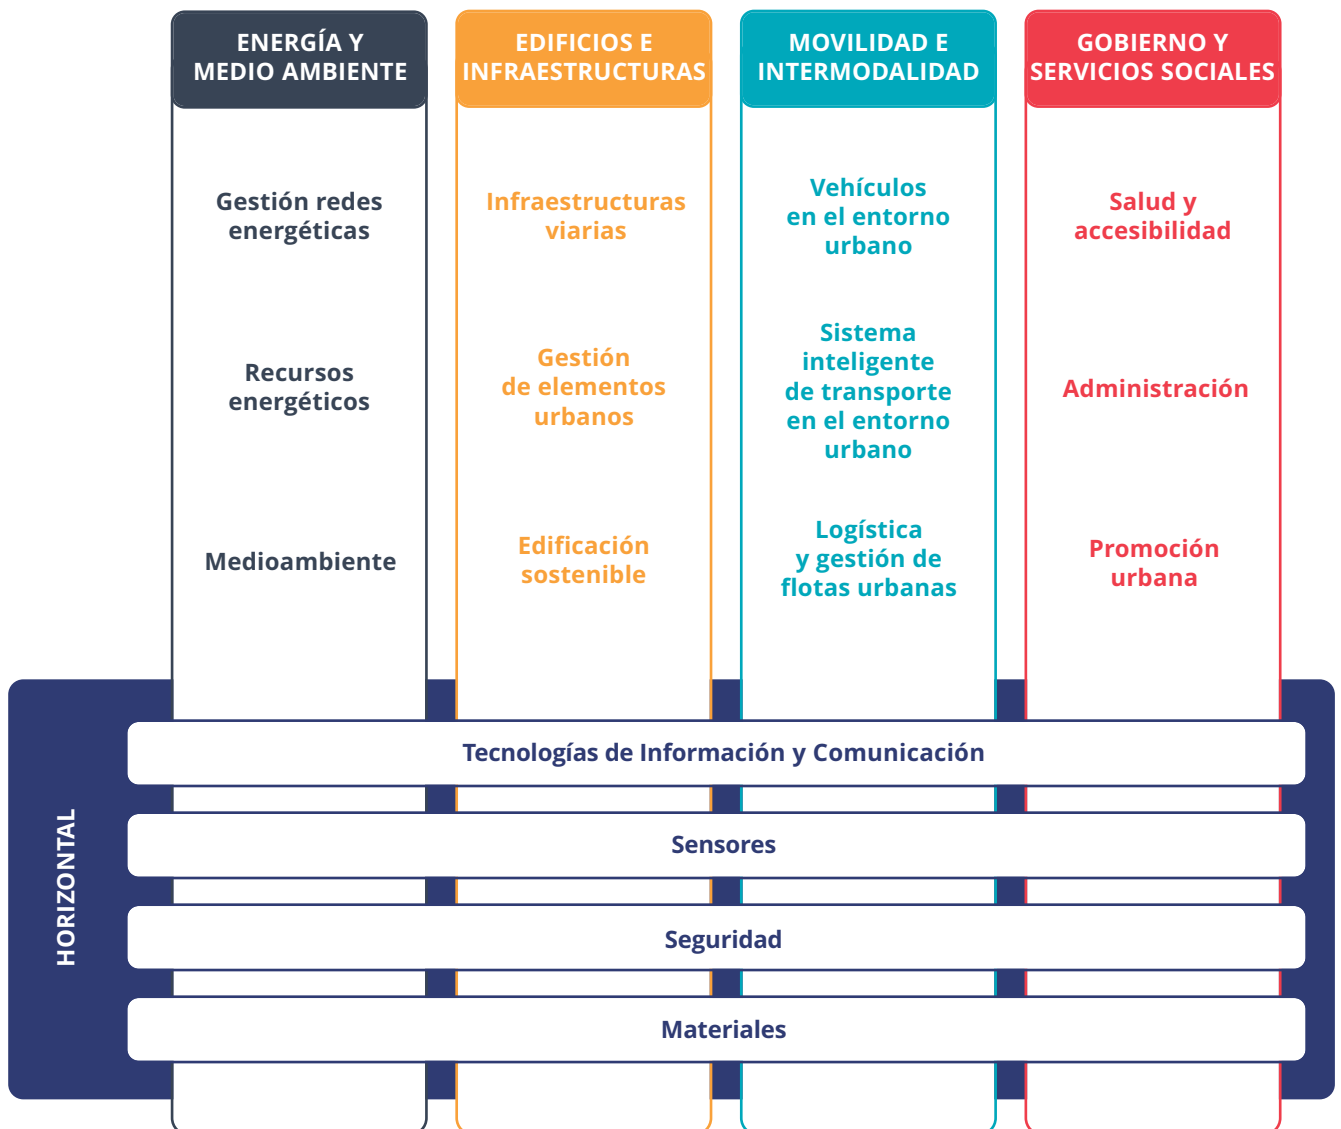 ENERGÍA Y
MEDIO AMBIENTE
Gestión redes
energéticas
Recursos
energéticos
Medioambiente
EDIFICIOS E
INFRAESTRUCTURAS
Infraestructuras
viarias
Gestión
de elementos
urbanos
Edificación
sostenible
MOVILIDAD E
INTERMODALIDAD
Vehículos
en el entorno
urbano
Sistema
inteligente
de transporte
en el entorno
urbano
Logística
y gestión de
flotas urbanas
GOBIERNO Y
SERVICIOS SOCIALES
Salud y
accesibilidad
Administración
Promoción
urbana
HORIZONTAL
Tecnologías de Información y Comunicación
Sensores
Seguridad
Materiales